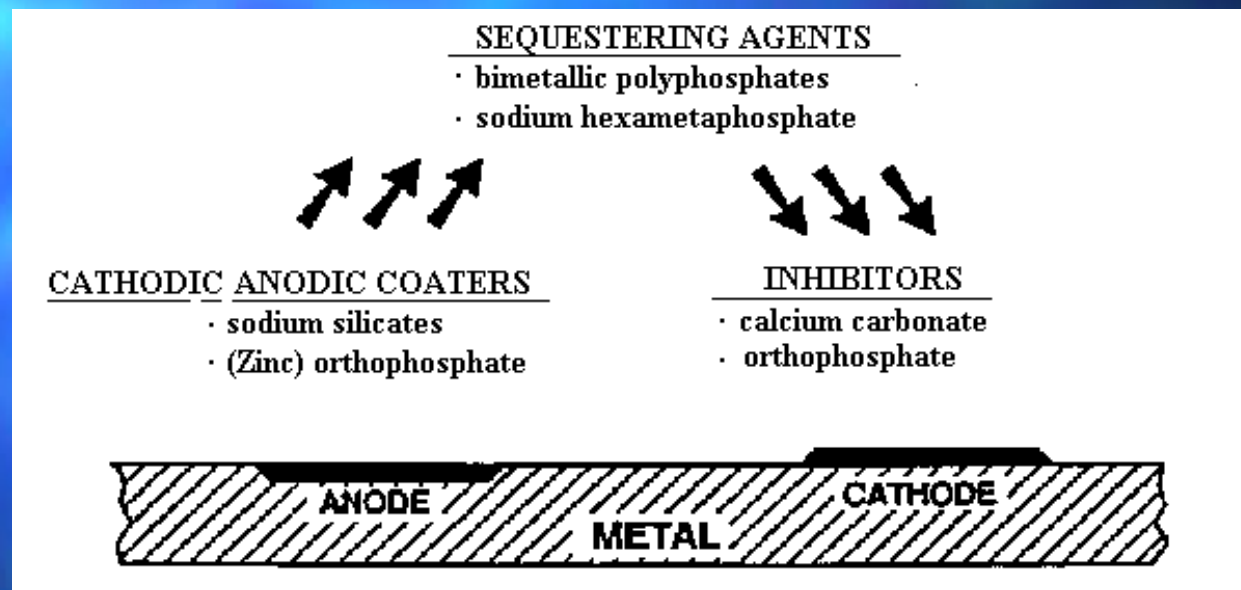 SEQUESTERING AGENTS
· bimetallic polyphosphates
· sodium hexametaphosphate
CATHODIC ANODIC COATERS
· sodium silicates
· (Zinc) orthophosphate
INHIBITORS
· calcium carbonate
· orthophosphate
ANODE
CATHODE
METAL